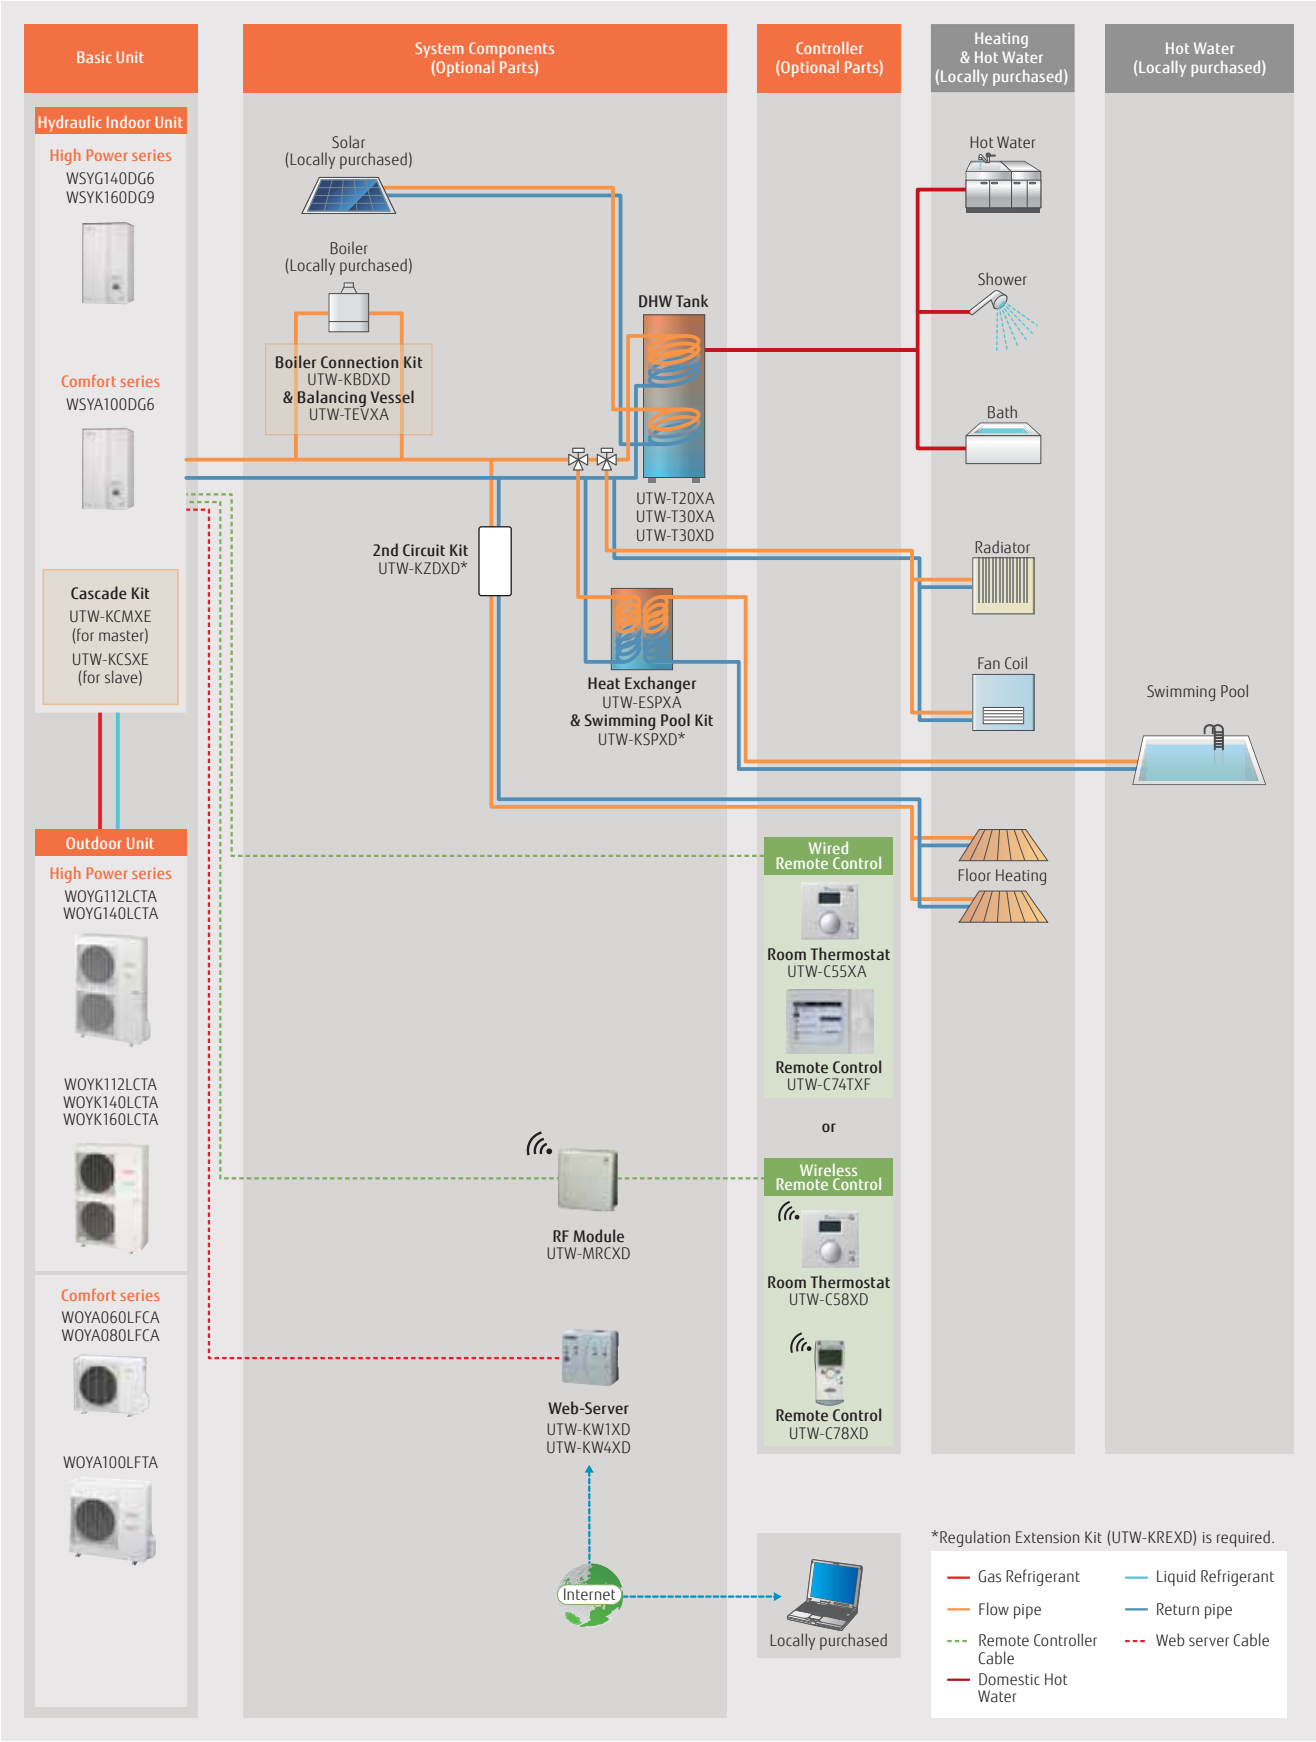 Basic Unit
System Components
(Optional Parts)
Controller
(Optional Parts)
Heating
& Hot Water
(Locally purchased)
Hot Water
(Locally purchased)
Hydraulic Indoor Unit
High Power series
WSYG140DG6
WSYK160DG9
Comfort series
WSYA100DG6
Cascade Kit
UTW-KCMXE
(for master)
UTW-KCSXE
(for slave)
Outdoor Unit
High Power series
WOYG112LCTA
WOYG140LCTA
WOYK112LCTA
WOYK140LCTA
WOYK160LCTA
Comfort series
WOYA060LFCA
WOYA080LFCA
WOYA100LFTA
Solar
(Locally purchased)
Boiler
(Locally purchased)
Boiler Connection Kit
UTW-KBDXD
& Balancing Vessel
UTW-TEVXA
DHW Tank
UTW-T20XA
UTW-T30XA
UTW-T30XD
2nd Circuit Kit
UTW-KZDXD*
Heat Exchanger
UTW-ESPXA
& Swimming Pool Kit
UTW-KSPXD*
RF Module
UTW-MRCXD
Web-Server
UTW-KW1XD
UTW-KW4XD
Internet
Wired
Remote Control
Room Thermostat
UTW-C55XA
Remote Control
UTW-C74TXF
or
Wireless
Remote Control
Room Thermostat
UTW-C58XD
Remote Control
UTW-C78XD
Locally purchased
Hot Water
Shower
Bath
Radiator
Fan Coil
Floor Heating
Swimming Pool
*Regulation Extension Kit (UTW-KREXD) is required.
Gas Refrigerant
Liquid Refrigerant
Flow pipe
Return pipe
Remote Controller
Cable
Web server Cable
Domestic Hot
Water